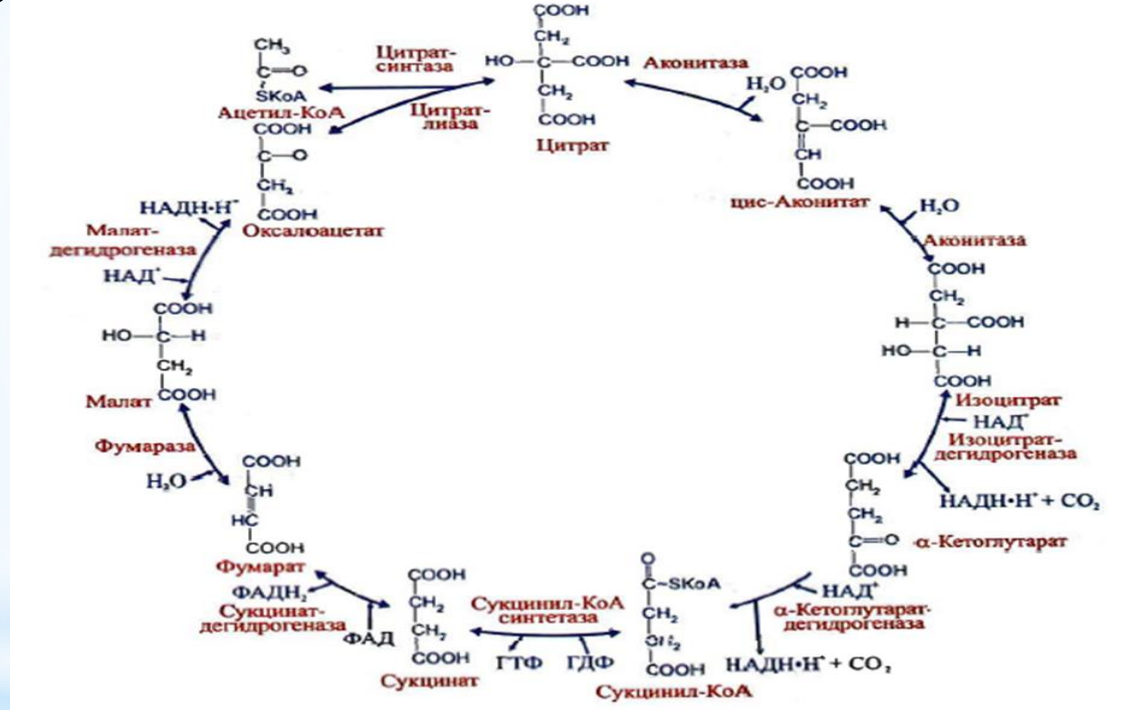 COOH
CH₂
HO—C—COOH
CH₂
COOH
Цитрат
Аконитаза
H₂O
COOH
CH₂
C—COOH
CH
COOH
цис-Аконитат
H₂O
Аконитаза
COOH
CH₂
H—C—COOH
HO—C—H
COOH
Изоцитрат
НАД⁺
Изоцитрат-
дегидрогеназа
НАДН·Н⁺ + CO₂
COOH
CH₂
CH₂
C=O
COOH
α-Кетоглутарат
НАД⁺
α-Кетоглутарат-
дегидрогеназа
НАДН·Н⁺ + CO₂
O
C~SKoA
CH₂
CH₂
COOH
Сукцинил-КоА
Сукцинил-КоА
синтетаза
ГТФ ГДФ
COOH
CH₂
CH₂
COOH
Сукцинат
ФАДН₂
Сукцинат-
дегидрогеназа
ФАД
COOH
CH
HC
COOH
Фумарат
Фумараза
H₂O
COOH
HO—C—H
CH₂
COOH
Малат
НАДН·Н⁺
Малат-
дегидрогеназа
НАД⁺
COOH
C—O
CH₂
COOH
Оксалоацетат
CH₃
C=O
SKoA
Ацетил-КоА
Цитрат-
синтаза
Цитрат-
лиаза